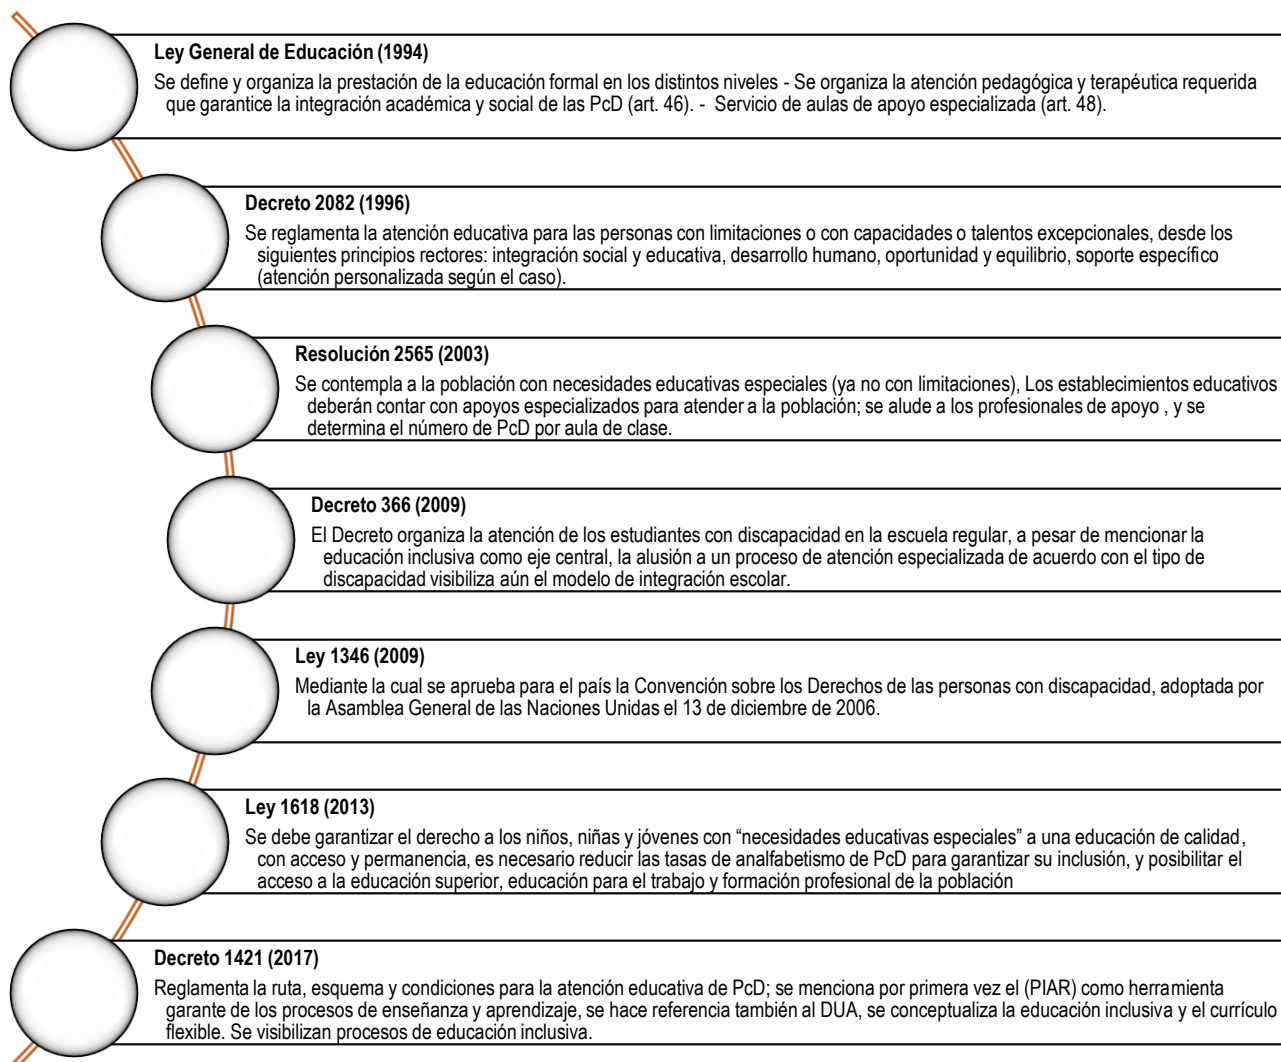 Ley General de Educación (1994)
Se define y organiza la prestación de la educación formal en los distintos niveles - Se organiza la atención pedagógica y terapéutica requerida
que garantice la integración académica y social de las PcD (art. 46). -  Servicio de aulas de apoyo especializada (art. 48).
Decreto 2082 (1996)
Se reglamenta la atención educativa para las personas con limitaciones o con capacidades o talentos excepcionales, desde los
siguientes principios rectores: integración social y educativa, desarrollo humano, oportunidad y equilibrio, soporte específico
(atención personalizada según el caso).
Resolución 2565 (2003)
Se contempla a la población con necesidades educativas especiales (ya no con limitaciones), Los establecimientos educativos
deberán contar con apoyos especializados para atender a la población; se alude a los profesionales de apoyo , y se
determina el número de PcD por aula de clase.
Decreto 366 (2009)
El Decreto organiza la atención de los estudiantes con discapacidad en la escuela regular, a pesar de mencionar la
educación inclusiva como eje central, la alusión a un proceso de atención especializada de acuerdo con el tipo de
discapacidad visibiliza aún el modelo de integración escolar.
Ley 1346 (2009)
Mediante la cual se aprueba para el país la Convención sobre los Derechos de las personas con discapacidad, adoptada por
la Asamblea General de las Naciones Unidas el 13 de diciembre de 2006.
Ley 1618 (2013)
Se debe garantizar el derecho a los niños, niñas y jóvenes con “necesidades educativas especiales” a una educación de calidad,
con acceso y permanencia, es necesario reducir las tasas de analfabetismo de PcD para garantizar su inclusión, y posibilitar el
acceso a la educación superior, educación para el trabajo y formación profesional de la población
Decreto 1421 (2017)
Reglamenta la ruta, esquema y condiciones para la atención educativa de PcD; se menciona por primera vez el (PIAR) como herramienta
garante de los procesos de enseñanza y aprendizaje, se hace referencia también al DUA, se conceptualiza la educación inclusiva y el currículo
flexible. Se visibilizan procesos de educación inclusiva.